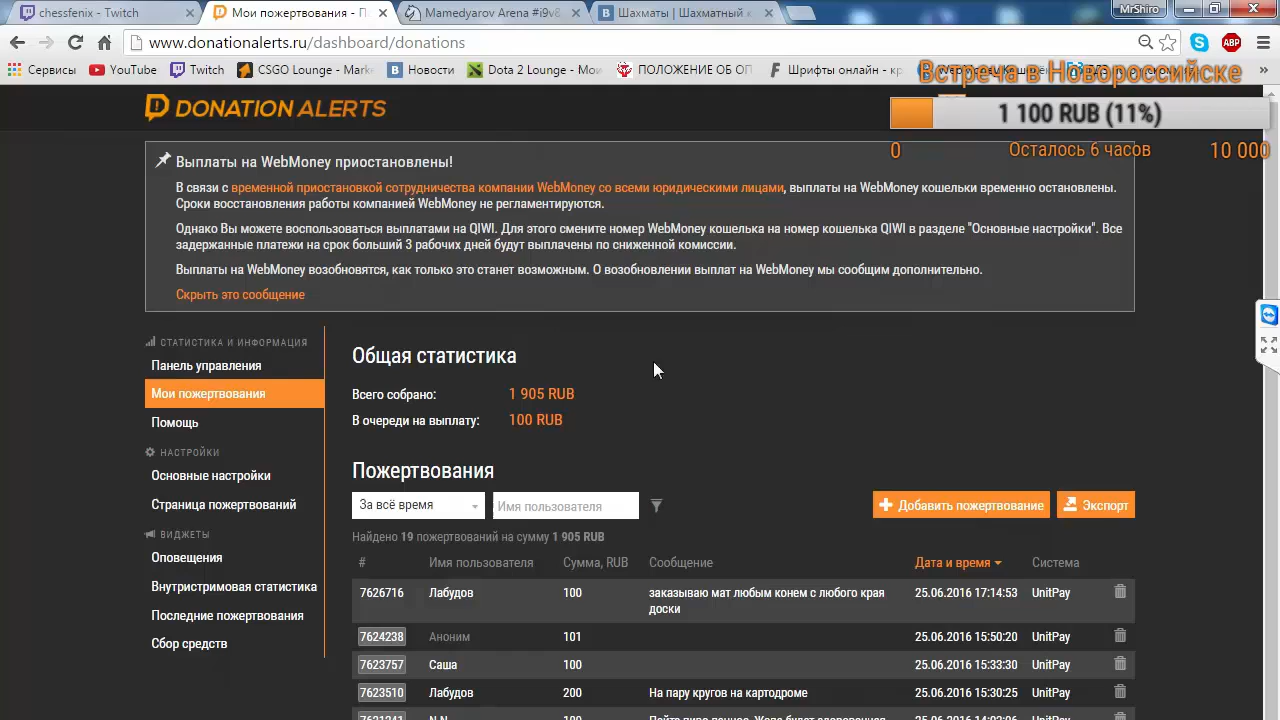 chessfenix - Twitch
Мои пожертвования - П
Mamedyarov Arena #i9v8
Шахматы | Шахматный к
MrShiro
www.donationalerts.ru/dashboard/donations
ABP
Сервисы
YouTube
Twitch
CSGO Lounge - Mark
Новости
Dota 2 Lounge - Мои
ПОЛОЖЕНИЕ ОБ ОП
Шрифты онлайн - кр
Встреча в Новороссийске
DONATION ALERTS
1 100 RUB (11%)
0
Осталось 6 часов
10 000
Выплаты на WebMoney приостановлены!
В связи с временной приостановкой сотрудничества компании WebMoney со всеми юридическими лицами, выплаты на WebMoney кошельки временно остановлены.
Сроки восстановления работы компанией WebMoney не регламентируются.
Однако Вы можете воспользоваться выплатами на QIWI. Для этого смените номер WebMoney кошелька на номер кошелька QIWI в разделе "Основные настройки". Все
задержанные платежи на срок больший 3 рабочих дней будут выплачены по сниженной комиссии.
Выплаты на WebMoney возобновятся, как только это станет возможным. О возобновлении выплат на WebMoney мы сообщим дополнительно.
Скрыть это сообщение
СТАТИСТИКА И ИНФОРМАЦИЯ
Панель управления
Мои пожертвования
Помощь
НАСТРОЙКИ
Основные настройки
Страница пожертвований
ВИДЖЕТЫ
Оповещения
Внутристримовая статистика
Последние пожертвования
Сбор средств
Общая статистика
Всего собрано: 1 905 RUB
В очереди на выплату: 100 RUB
Пожертвования
За всё время
Имя пользователя
Добавить пожертвование
Экспорт
Найдено 19 пожертвований на сумму 1 905 RUB
# Имя пользователя Сумма, RUB Сообщение Дата и время Система
7626716 Лабудов 100 заказываю мат любым конем с любого края 25.06.2016 17:14:53 UnitPay
доски
7624238 Аноним 101 25.06.2016 15:50:20 UnitPay
7623757 Саша 100 25.06.2016 15:33:30 UnitPay
7623510 Лабудов 200 На пару кругов на картодроме 25.06.2016 15:30:25 UnitPay